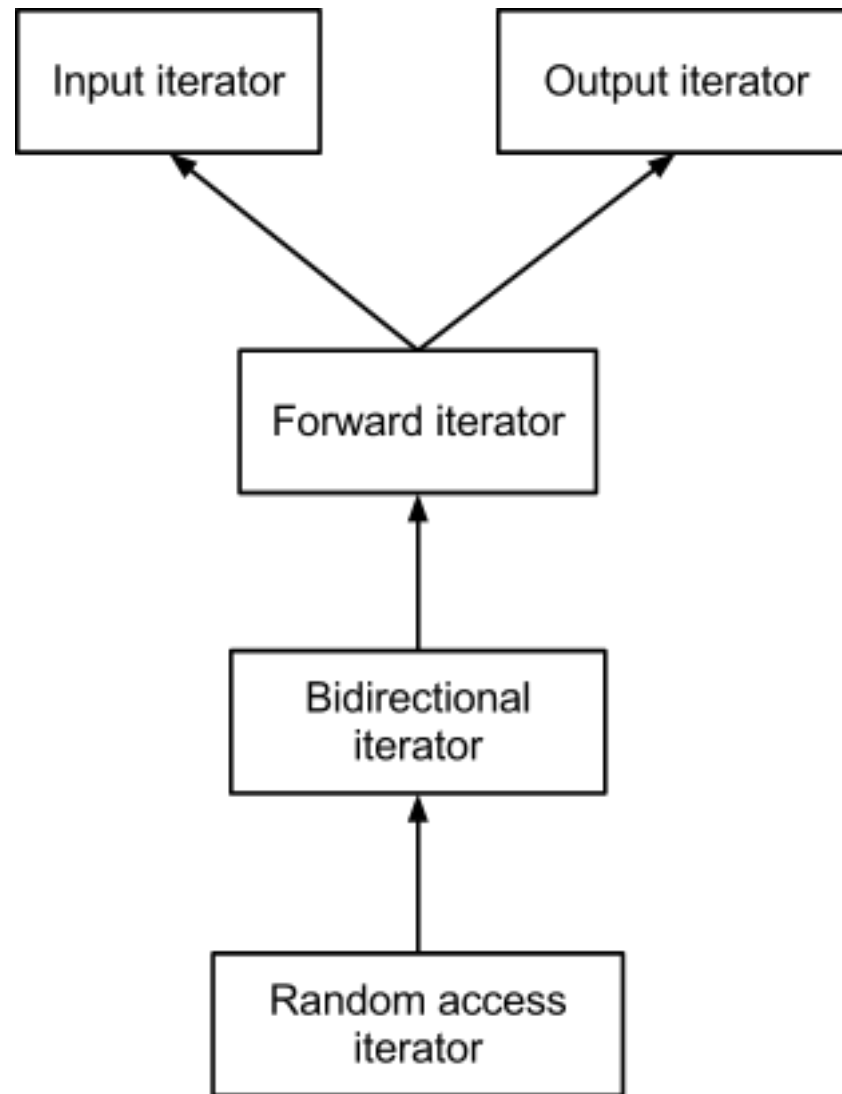 Input iterator
Output iterator
Forward iterator
Bidirectional
iterator
Random access
iterator